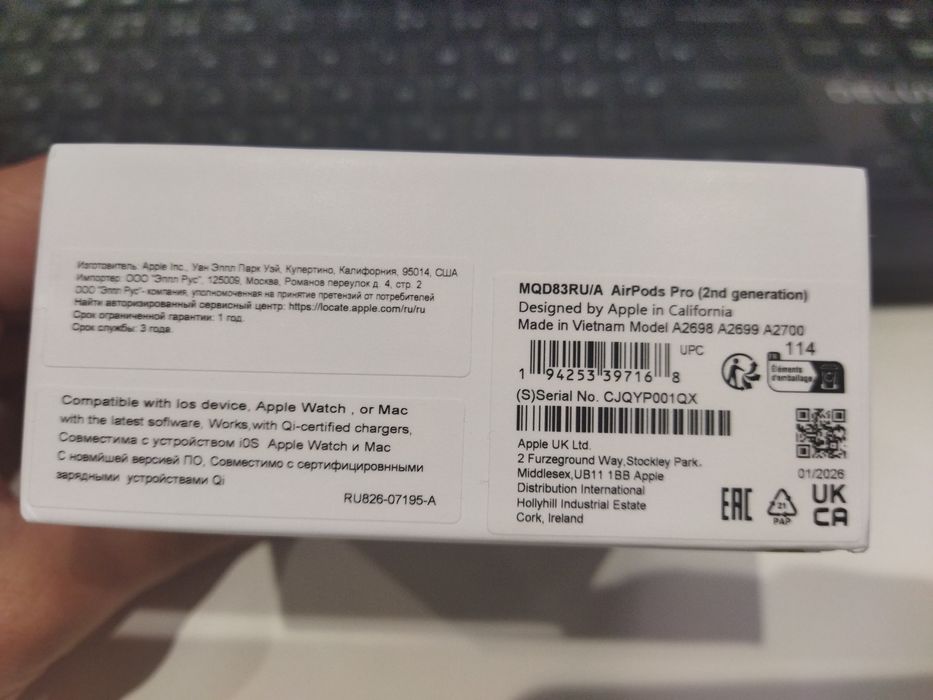 Изготовитель: Apple Inc., Уан Эппл Парк Уэй, Купертино, Калифорния, 95014, США
Импортер: ООО "Эппл Рус", 125009, Москва, Романов переулок д. 4, стр. 2
ООО "Эппл Рус"- компания, уполномоченная на принятие претензий от потребителей
Найти авторизированный сервисный центр: https://locate.apple.com/ru/ru
Срок ограниченной гарантии: 1 год.
Срок службы: 3 года.
Compatible with Ios device, Apple Watch , or Mac
with the latest softwlare, Works,with Qi-certified chargers,
Совместима с устройством iOS Apple Watch и Mac
С новмйшей версией ПО, Совместимо с сертифицировнными
зарядными устройствами Qi
RU826-07195-A
MQD83RU/A AirPods Pro (2nd generation)
Designed by Apple in California
Made in Vietnam Model A2698 A2699 A2700
UPC
1 94253 39716 8
114
FR
Éléments
d'emballage
(S)Serial No. CJQYP001QX
Apple UK Ltd.
2 Furzeground Way,Stockley Park,
Middlesex,UB11 1BB Apple
Distribution International
Hollyhill Industrial Estate
Cork, Ireland
01/2026
EAC
21
PAP
UK
CA